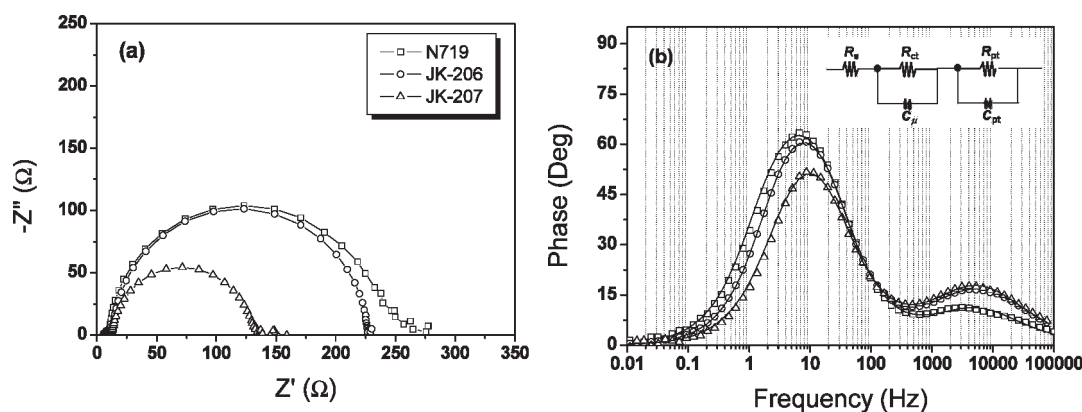 (a)
N719
JK-206
JK-207
250
200
150
100
50
0
0 50 100 150 200 250 300 350
-Z'' (Ω)
Z' (Ω)
(b)
Rs Rct Rpt
Cμ Cpt
90
75
60
45
30
15
0
0.01 0.1 1 10 100 1000 10000 100000
Phase (Deg)
Frequency (Hz)